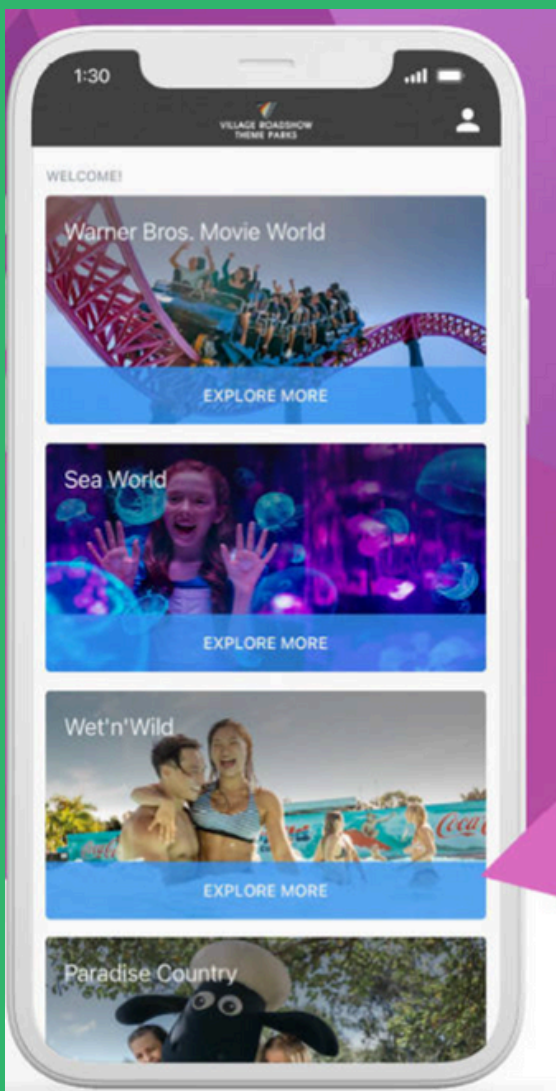 1:30
VILLAGE ROADSHOW
THEME PARKS
WELCOME!
Warner Bros. Movie World
EXPLORE MORE
Sea World
EXPLORE MORE
Wet'n'Wild
Coca
EXPLORE MORE
Paradise Country